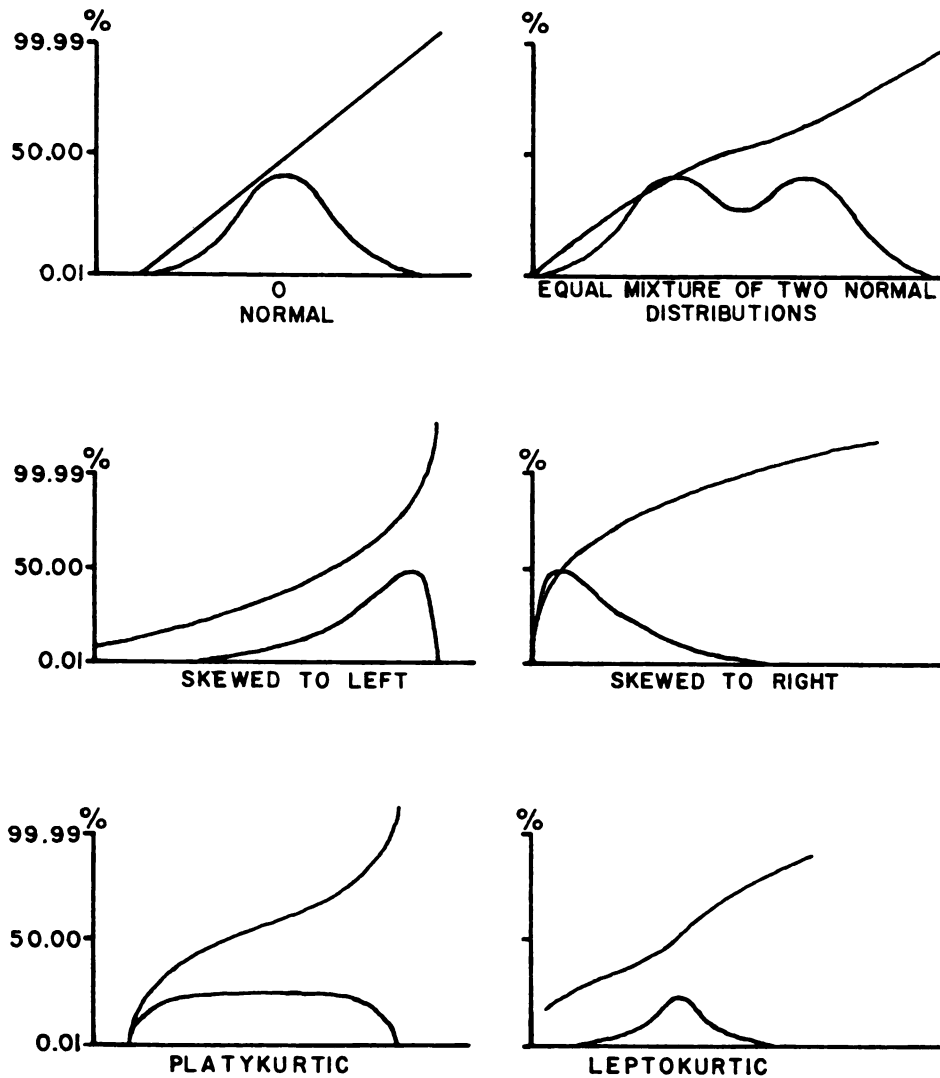 %
99.99
50.00
0.01
0
NORMAL
%
EQUAL MIXTURE OF TWO NORMAL
DISTRIBUTIONS
%
99.99
50.00
0.01
SKEWED TO LEFT
%
SKEWED TO RIGHT
%
99.99
50.00
0.01
PLATYKURTIC
%
LEPTOKURTIC